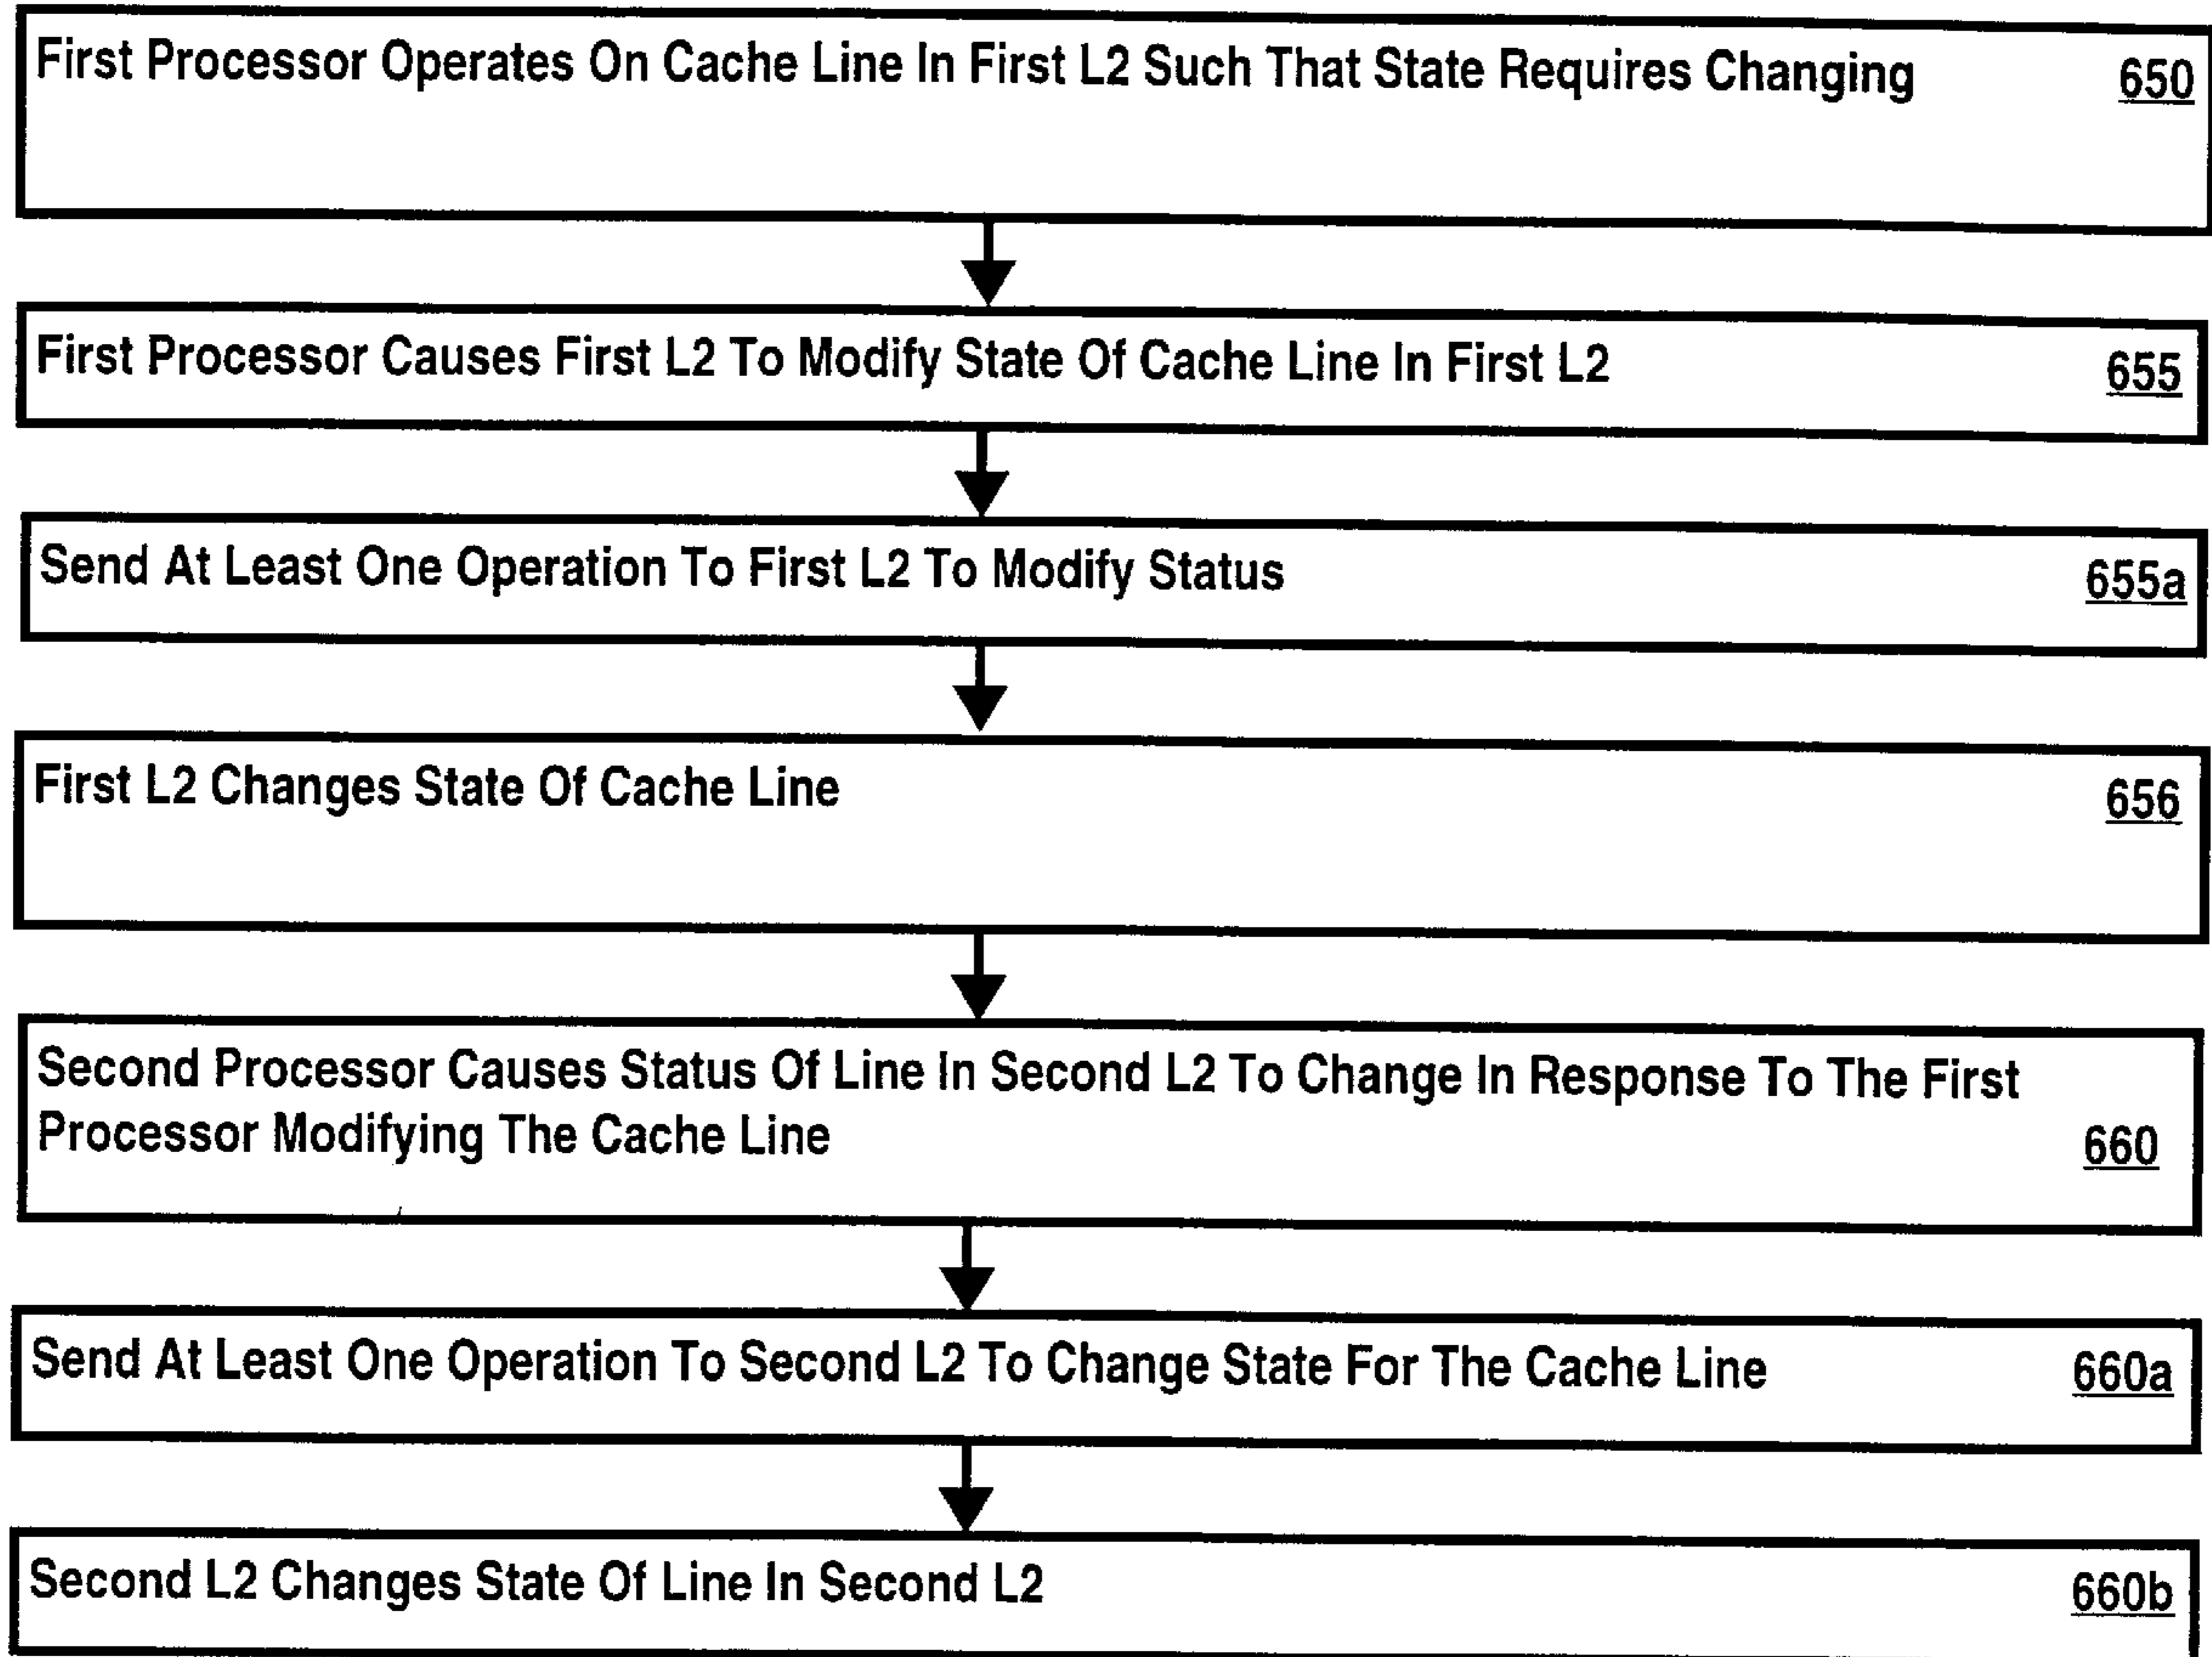 First Processor Operates On Cache Line In First L2 Such That State Requires Changing 650
First Processor Causes First L2 To Modify State Of Cache Line In First L2 655
Send At Least One Operation To First L2 To Modify Status 655a
First L2 Changes State Of Cache Line 656
Second Processor Causes Status Of Line In Second L2 To Change In Response To The First
Processor Modifying The Cache Line 660
Send At Least One Operation To Second L2 To Change State For The Cache Line 660a
Second L2 Changes State Of Line In Second L2 660b